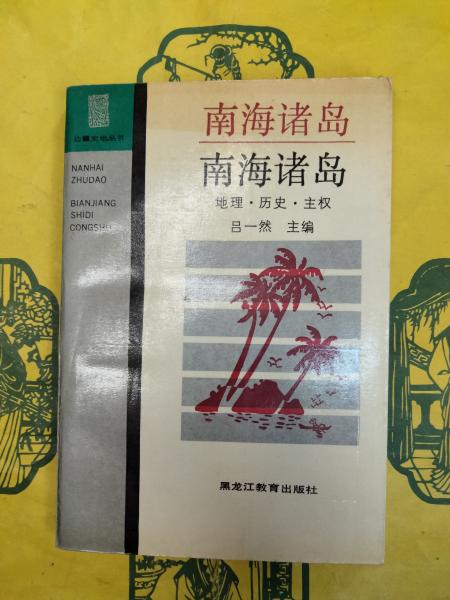 边疆史地丛书
NANHAI
ZHUDAO
BIANJIANG
SHIDI
CONGSHU
南海诸岛
南海诸岛
地理·历史·主权
吕一然 主编
黑龙江教育出版社